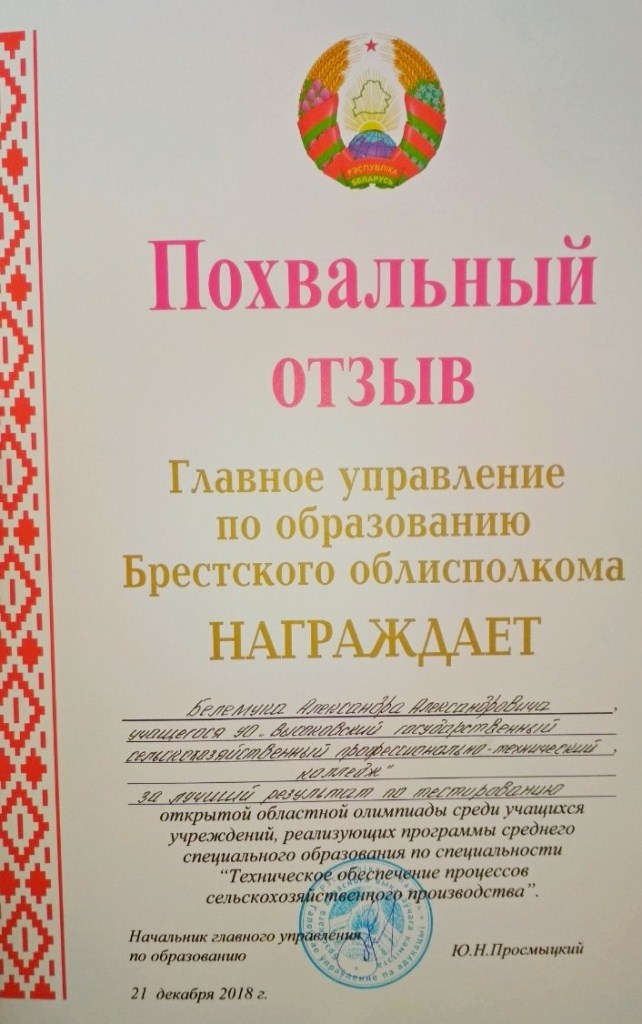 РЭСПУБЛІКА
БЕЛАРУСЬ
Похвальный
отзыв
Главное управление
по образованию
Брестского облисполкома
НАГРАЖДАЕТ
Белемука Александра Александровича,
учащегося УО „Высоковский государственный
сельскохозяйственный профессионально-технический,
колледж"
за лучший результат по тестированию
открытой областной олимпиады среди учащихся
учреждений, реализующих программы среднего
специального образования по специальности
“Техническое обеспечение процессов
сельскохозяйственного производства”.
Начальник главного управления
по образованию
Ю.Н.Просмыцкий
21 декабря 2018 г.